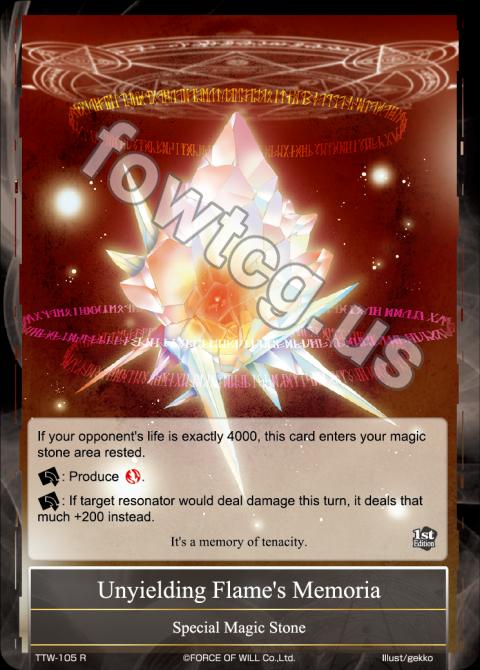 fowtcg.us
If your opponent's life is exactly 4000, this card enters your magic
stone area rested.
: Produce .
: If target resonator would deal damage this turn, it deals that
much +200 instead.
It's a memory of tenacity.
1st
Edition
Unyielding Flame's Memoria
Special Magic Stone
TTW-105 R ©FORCE OF WILL Co.,Ltd. Illust/gekko